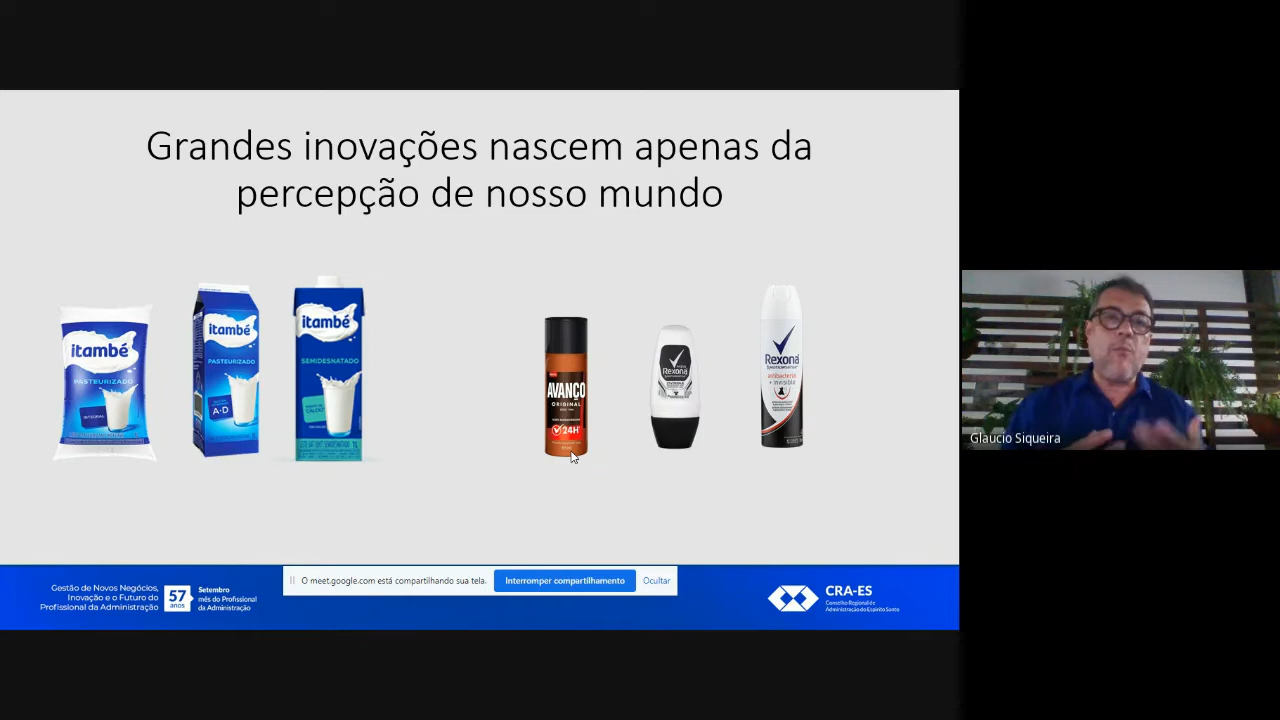 Grandes inovações nascem apenas da
percepção de nosso mundo
itambé
PASTEURIZADO
INTEGRAL
itambé
PASTEURIZADO
A·D
itambé
SEMIDESNATADO
AVANÇO
ORIGINAL
24H
Rexona
Rexona
antibacterial
+ invisible
Glaucio Siqueira
Gestão de Novos Negócios,
Inovação e o Futuro do
Profissional da Administração
57
anos
Setembro
mês do Profissional
da Administração
O meet.google.com está compartilhando sua tela.
Interromper compartilhamento
Ocultar
CRA-ES
Conselho Regional de
Administração do Espírito Santo